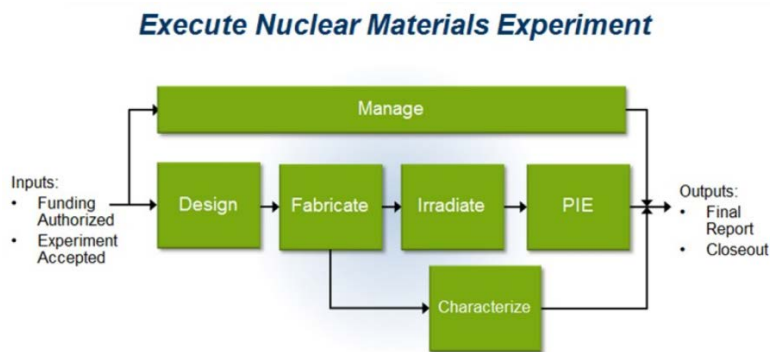 Execute Nuclear Materials Experiment
Manage
Inputs:
• Funding
Authorized
• Experiment
Accepted
Design
Fabricate
Irradiate
PIE
Outputs:
• Final
Report
• Closeout
Characterize